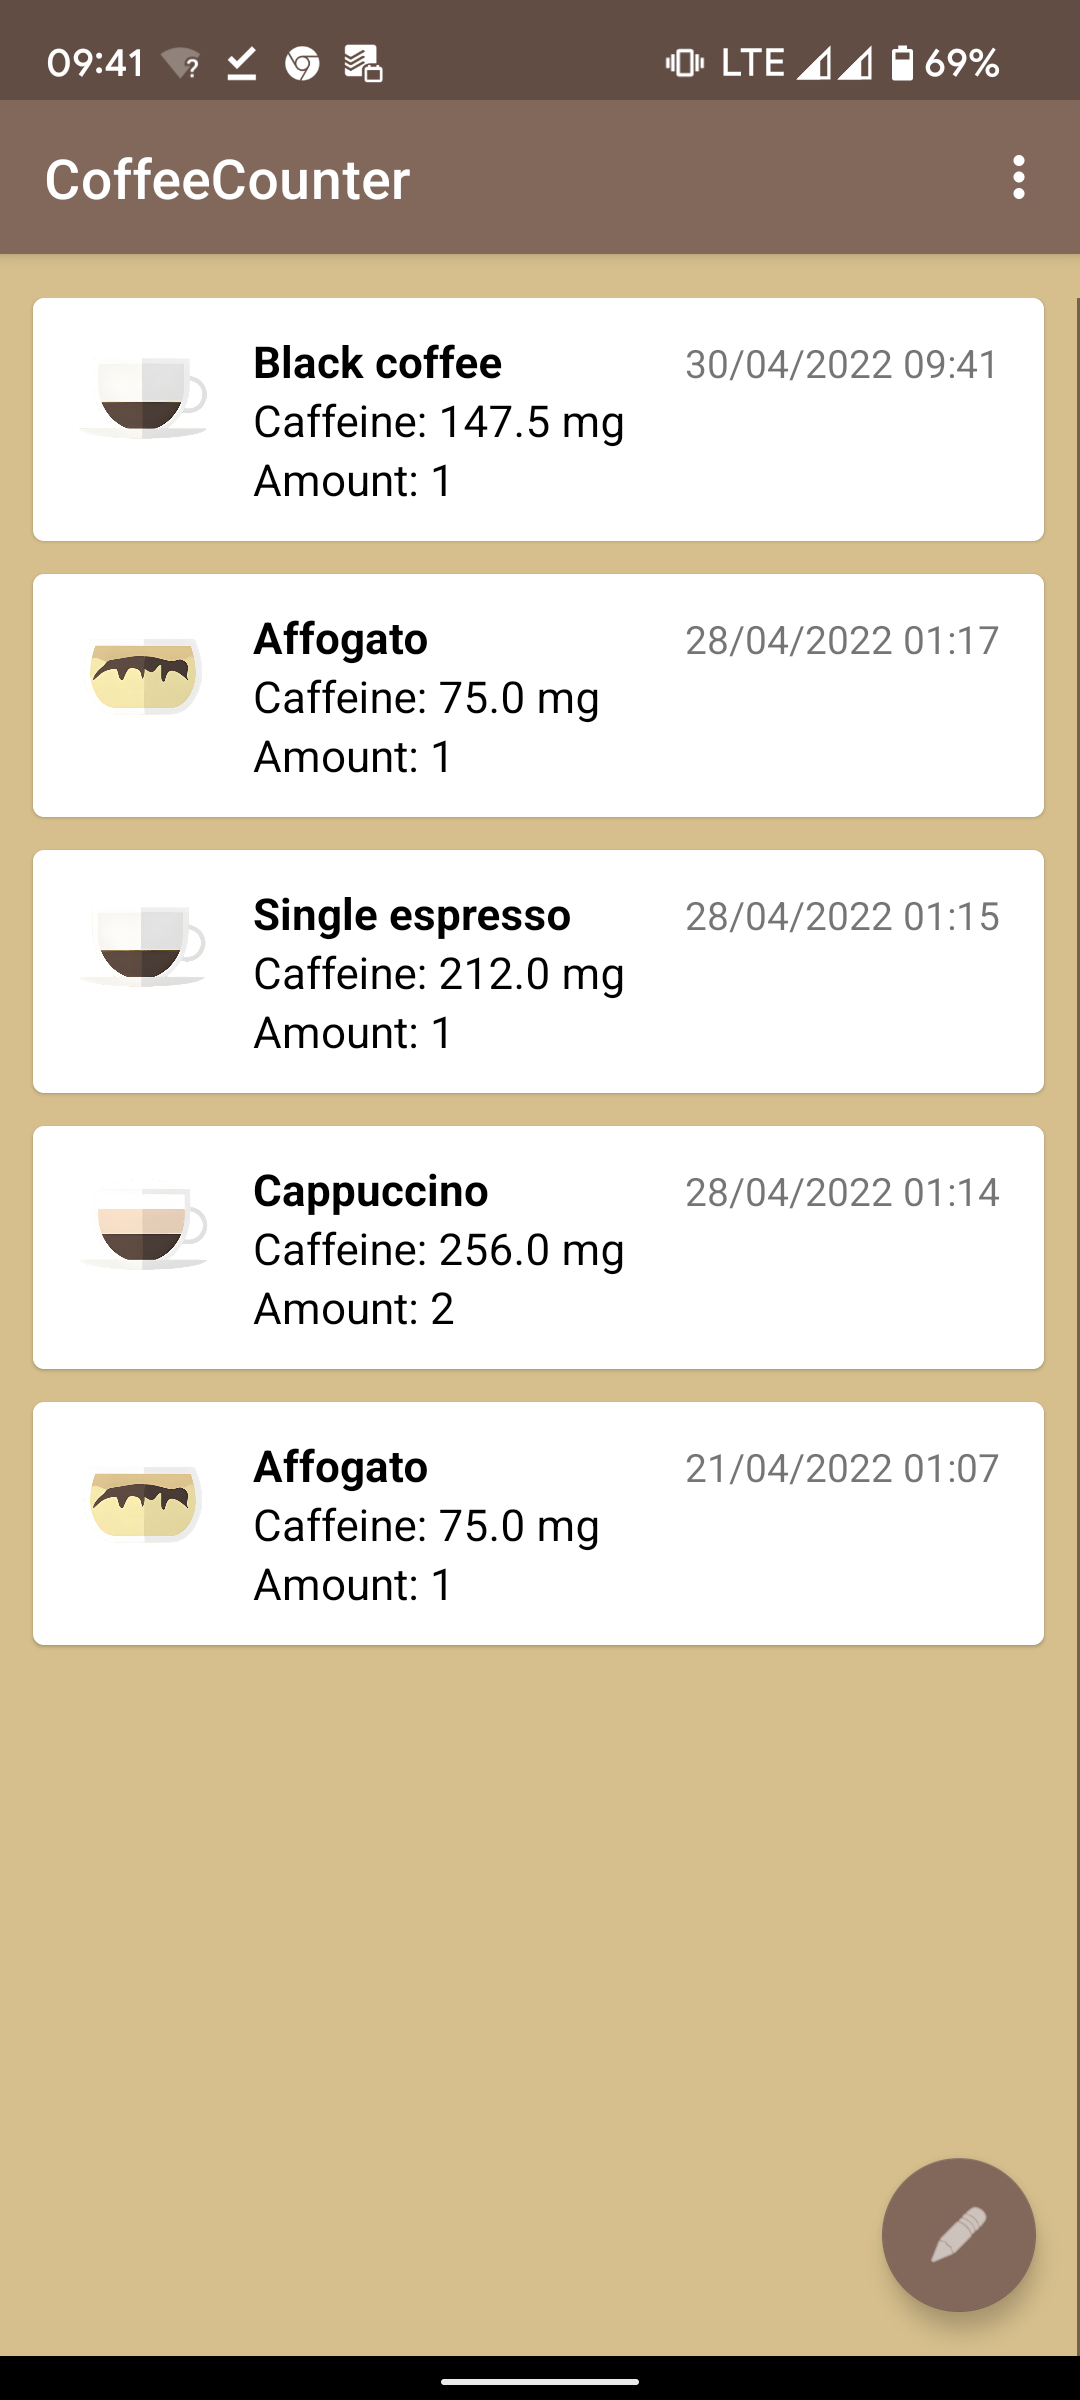 09:41 LTE 69%
CoffeeCounter
Black coffee 30/04/2022 09:41
Caffeine: 147.5 mg
Amount: 1
Affogato 28/04/2022 01:17
Caffeine: 75.0 mg
Amount: 1
Single espresso 28/04/2022 01:15
Caffeine: 212.0 mg
Amount: 1
Cappuccino 28/04/2022 01:14
Caffeine: 256.0 mg
Amount: 2
Affogato 21/04/2022 01:07
Caffeine: 75.0 mg
Amount: 1